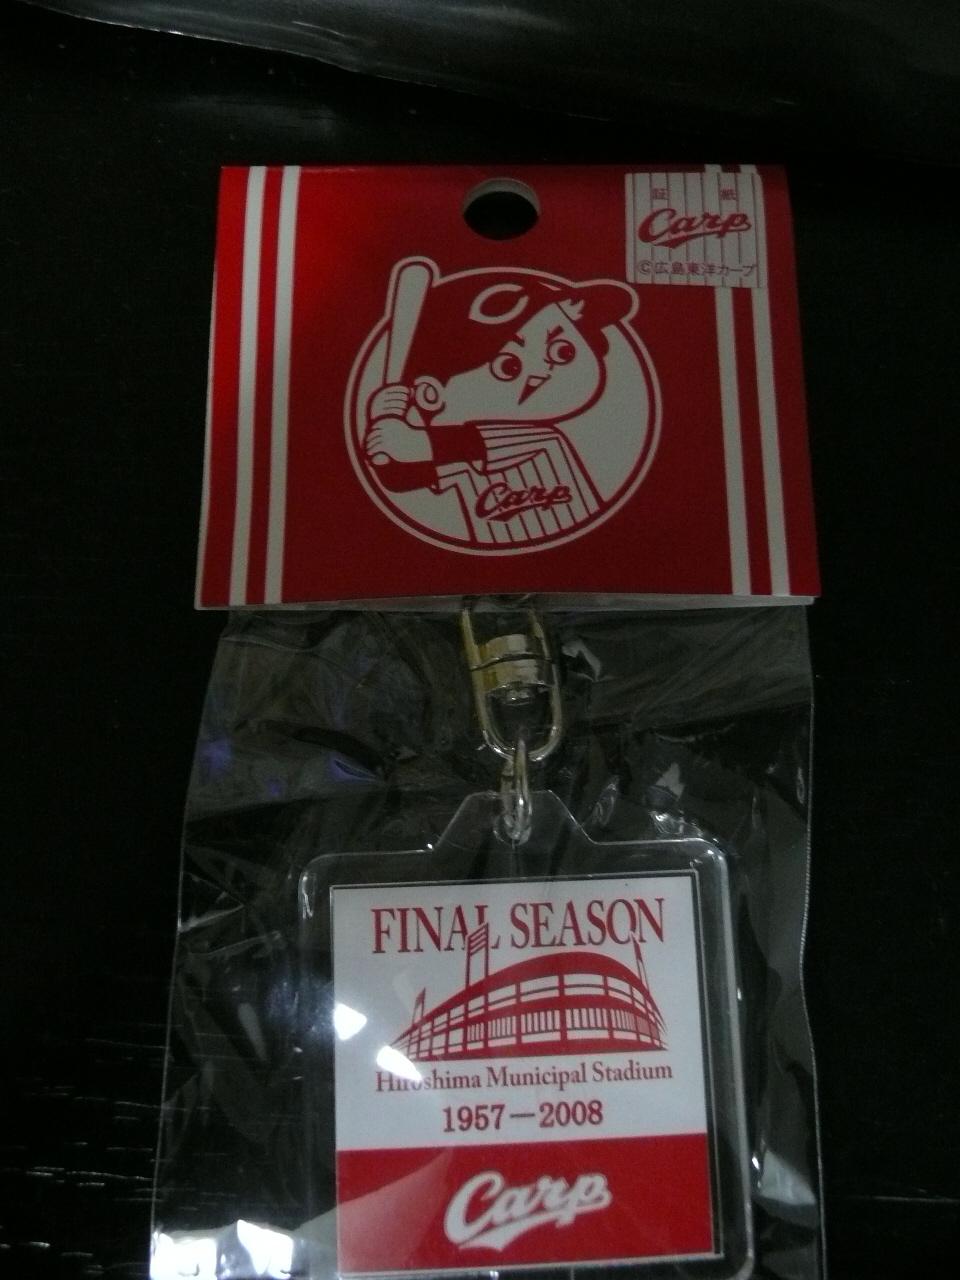 証 紙
Carp
©広島東洋カープ
C
Carp
FINAL SEASON
Hiroshima Municipal Stadium
1957－2008
Carp